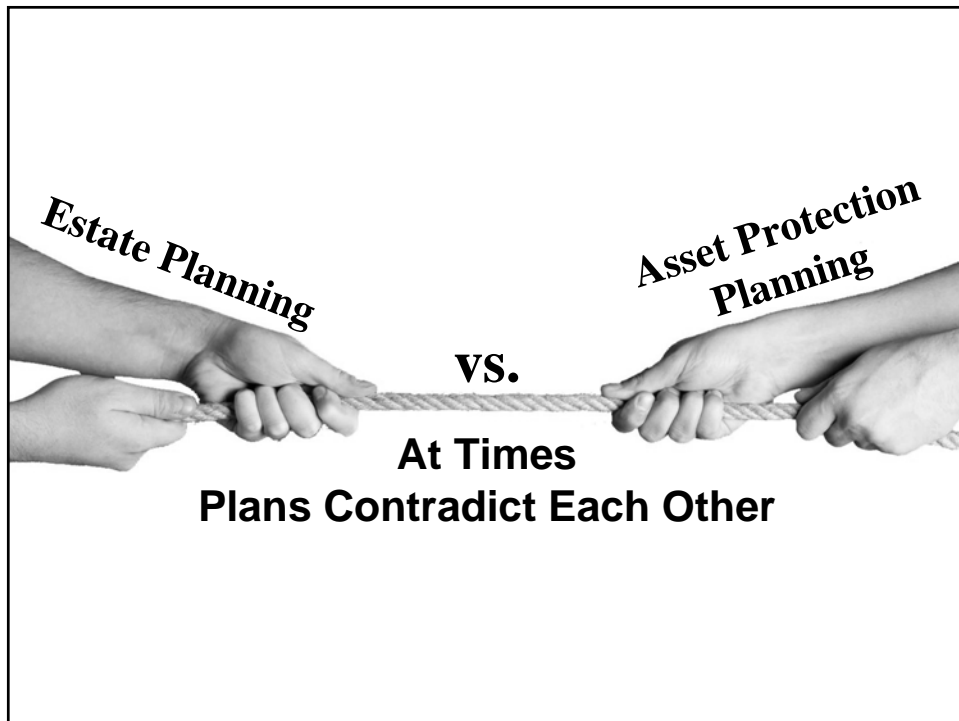 Estate Planning
vs.
Asset Protection
Planning
At Times
Plans Contradict Each Other